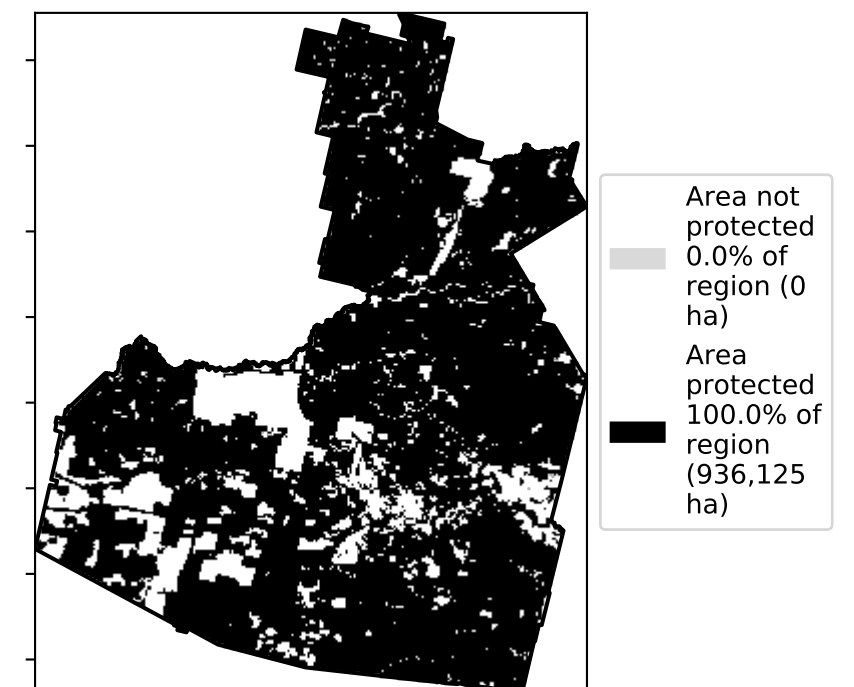 Area not
protected
0.0% of
region (0
ha)
Area
protected
100.0% of
region
(936,125
ha)